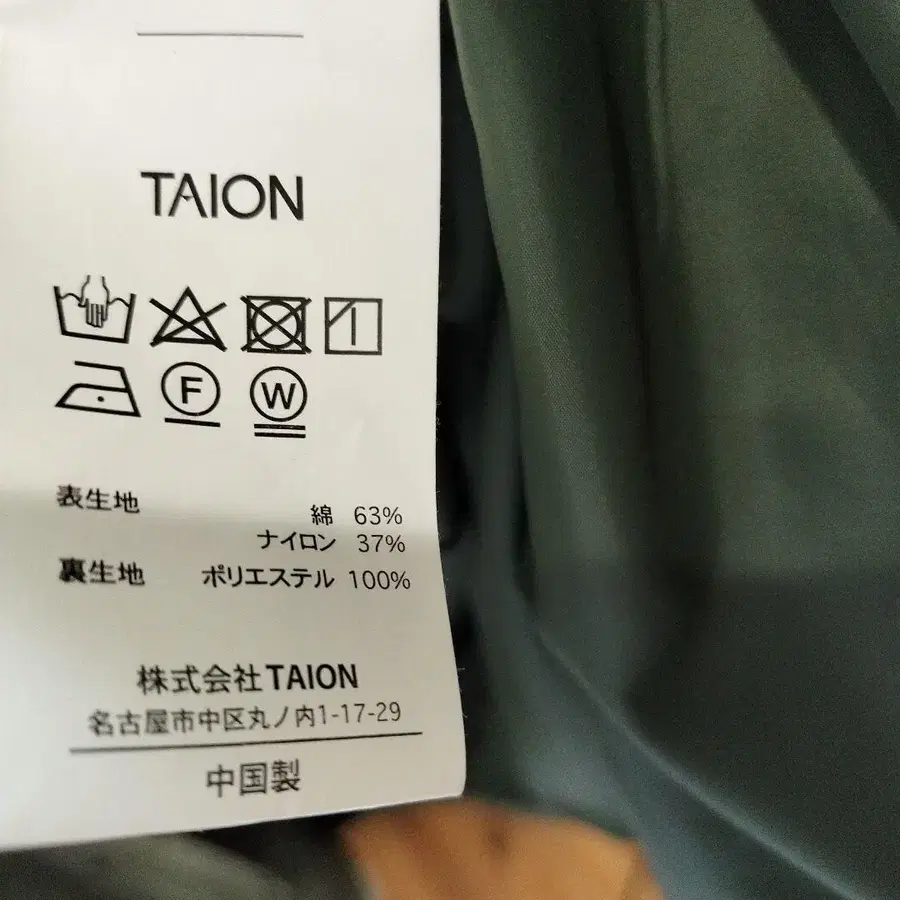 TAION
F W
表生地 綿 63%
ナイロン 37%
裏生地 ポリエステル 100%
株式会社TAION
名古屋市中区丸ノ内1-17-29
中国製